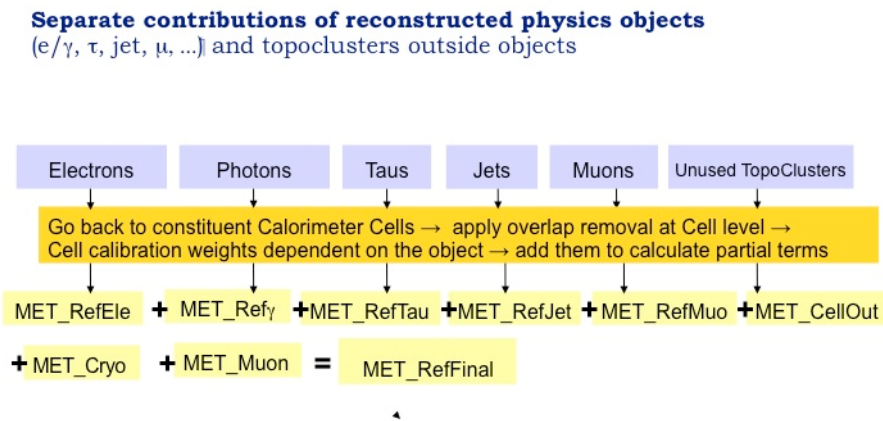 Separate contributions of reconstructed physics objects
(e/γ, τ, jet, μ, ...) and topoclusters outside objects
Electrons Photons Taus Jets Muons Unused TopoClusters
Go back to constituent Calorimeter Cells → apply overlap removal at Cell level →
Cell calibration weights dependent on the object → add them to calculate partial terms
MET_RefEle + MET_Refγ +MET_RefTau +MET_RefJet +MET_RefMuo +MET_CellOut
+MET_Cryo +MET_Muon = MET_RefFinal